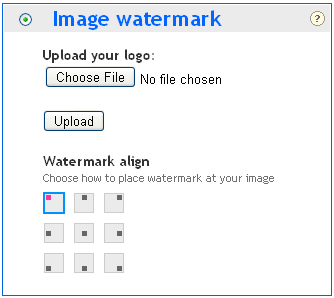 Image watermark
?
Upload your logo:
Choose File No file chosen
Upload
Watermark align
Choose how to place watermark at your image